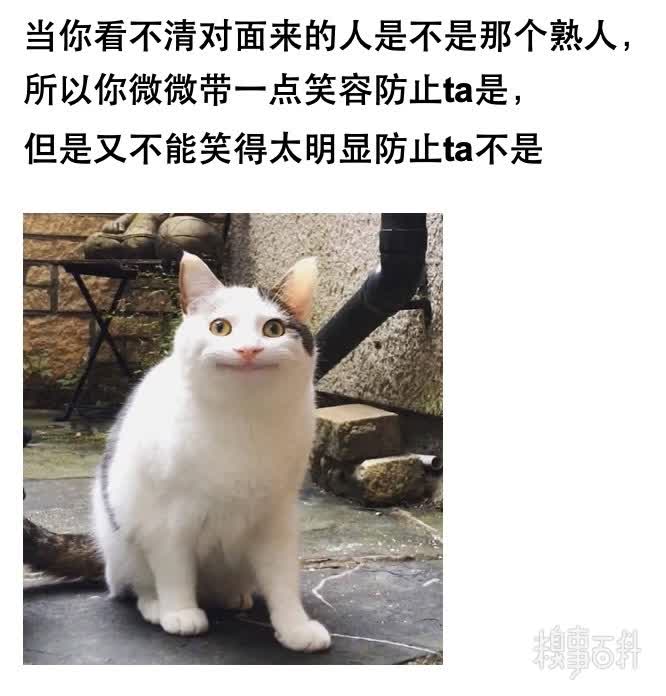 当你看不清对面来的人是不是那个熟人，
所以你微微带一点笑容防止ta是，
但是又不能笑得太明显防止ta不是
糗事百科